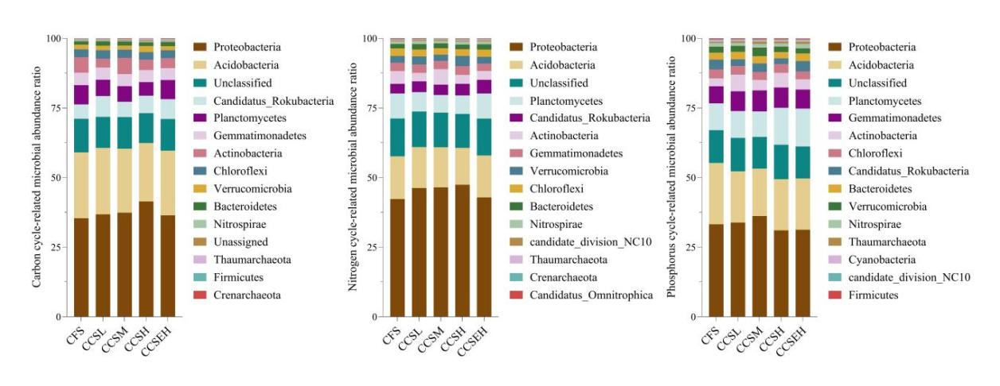 Carbon cycle-related microbial abundance ratio
100
75
50
25
0
CFS
CCSL
CCSM
CCSH
CCSEH
Proteobacteria
Acidobacteria
Unclassified
Candidatus_Rokubacteria
Planctomycetes
Gemmatimonadetes
Actinobacteria
Chloroflexi
Verrucomicrobia
Bacteroidetes
Nitrospirae
Unassigned
Thaumarchaeota
Firmicutes
Crenarchaeota
Nitrogen cycle-related microbial abundance ratio
100
75
50
25
0
CFS
CCSL
CCSM
CCSH
CCSEH
Proteobacteria
Acidobacteria
Unclassified
Planctomycetes
Candidatus_Rokubacteria
Actinobacteria
Gemmatimonadetes
Verrucomicrobia
Chloroflexi
Bacteroidetes
Nitrospirae
candidate_division_NC10
Thaumarchaeota
Crenarchaeota
Candidatus_Omnitrophica
Phosphorus cycle-related microbial abundance ratio
100
75
50
25
0
CFS
CCSL
CCSM
CCSH
CCSEH
Proteobacteria
Acidobacteria
Unclassified
Planctomycetes
Gemmatimonadetes
Actinobacteria
Chloroflexi
Candidatus_Rokubacteria
Bacteroidetes
Verrucomicrobia
Nitrospirae
Thaumarchaeota
Cyanobacteria
candidate_division_NC10
Firmicutes